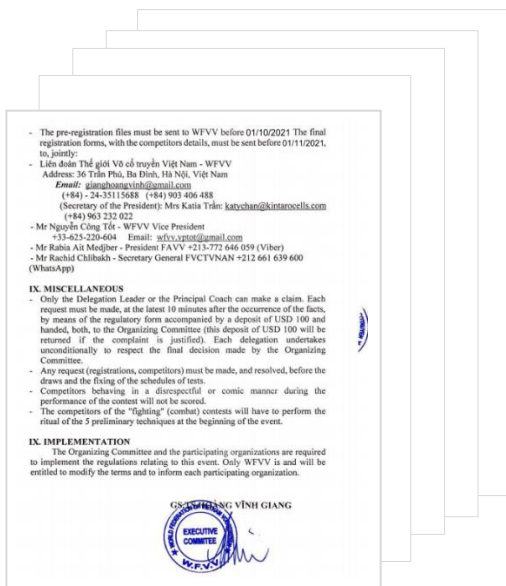 - The pre-registration files must be sent to WFVV before 01/10/2021 The final
registration forms, with the competitors details, must be sent before 01/11/2021,
to, jointly:
- Liên đoàn Thế giới Võ cổ truyền Việt Nam - WFVV
Address: 36 Trần Phú, Ba Đình, Hà Nội, Việt Nam
Email: gianghoangvinh@gmail.com
(+84) - 24-35115688 (+84) 903 406 488
(Secretary of the President): Mrs Katia Trần: katychan@kintarocells.com
(+84) 963 232 022
- Mr Nguyễn Công Tốt - WFVV Vice President
+33-625-220-604 Email: wfvv.vptot@gmail.com
- Mr Rabia Ait Medjber - President FAVV +213-772 646 059 (Viber)
- Mr Rachid Chlibakh - Secretary General FVCTVNAN +212 661 639 600
(WhatsApp)
IX. MISCELLANEOUS
- Only the Delegation Leader or the Principal Coach can make a claim. Each
request must be made, at the latest 10 minutes after the occurrence of the facts,
by means of the regulatory form accompanied by a deposit of USD 100 and
handed, both, to the Organizing Committee (this deposit of USD 100 will be
returned if the complaint is justified). Each delegation undertakes
unconditionally to respect the final decision made by the Organizing
Committee.
- Any request (registrations, competitors) must be made, and resolved, before the
draws and the fixing of the schedules of tests.
- Competitors behaving in a disrespectful or comic manner during the
performance of the contest will not be scored.
- The competitors of the "fighting" (combat) contests will have to perform the
ritual of the 5 preliminary techniques at the beginning of the event.
IX. IMPLEMENTATION
The Organizing Committee and the participating organizations are required
to implement the regulations relating to this event. Only WFVV is and will be
entitled to modify the terms and to inform each participating organization.
VĨNH GIANG
EXECUTIVE
COMMITEE
W.F.V.V